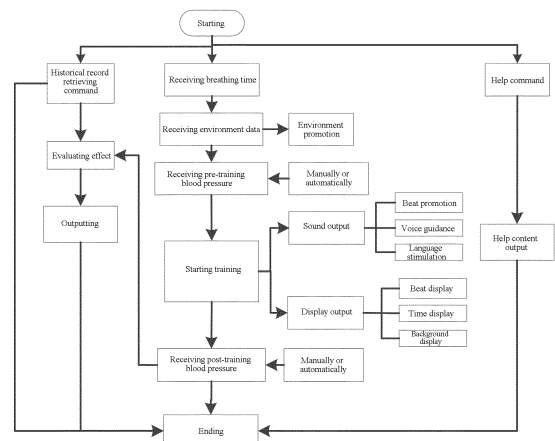 Starting
Historical record
retrieving
command
Receiving breathing time
Help command
Receiving environment data
Environment
promotion
Evaluating effect
Receiving pre-training
blood pressure
Manually or
automatically
Outputting
Sound output
Beat promotion
Voice guidance
Language
stimulation
Help content
output
Starting training
Display output
Beat display
Time display
Background
display
Receiving post-training
blood pressure
Manually or
automatically
Ending